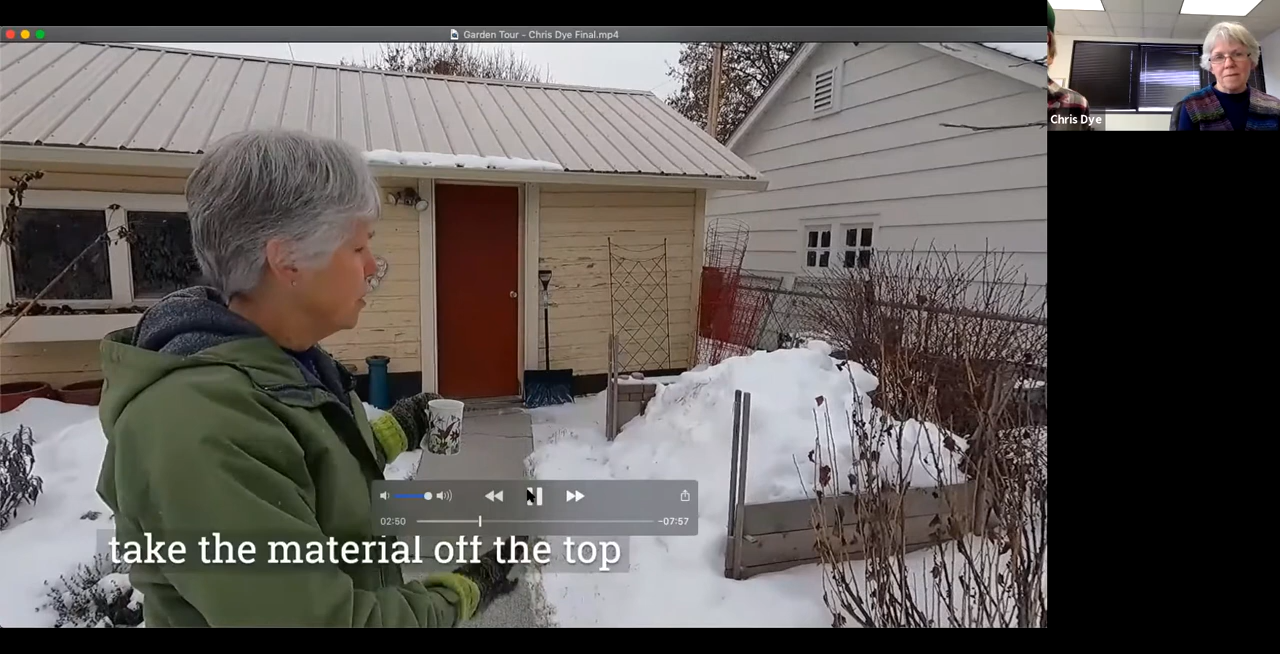 Garden Tour - Chris Dye Final.mp4
Chris Dye
02:50
-07:57
take the material off the top